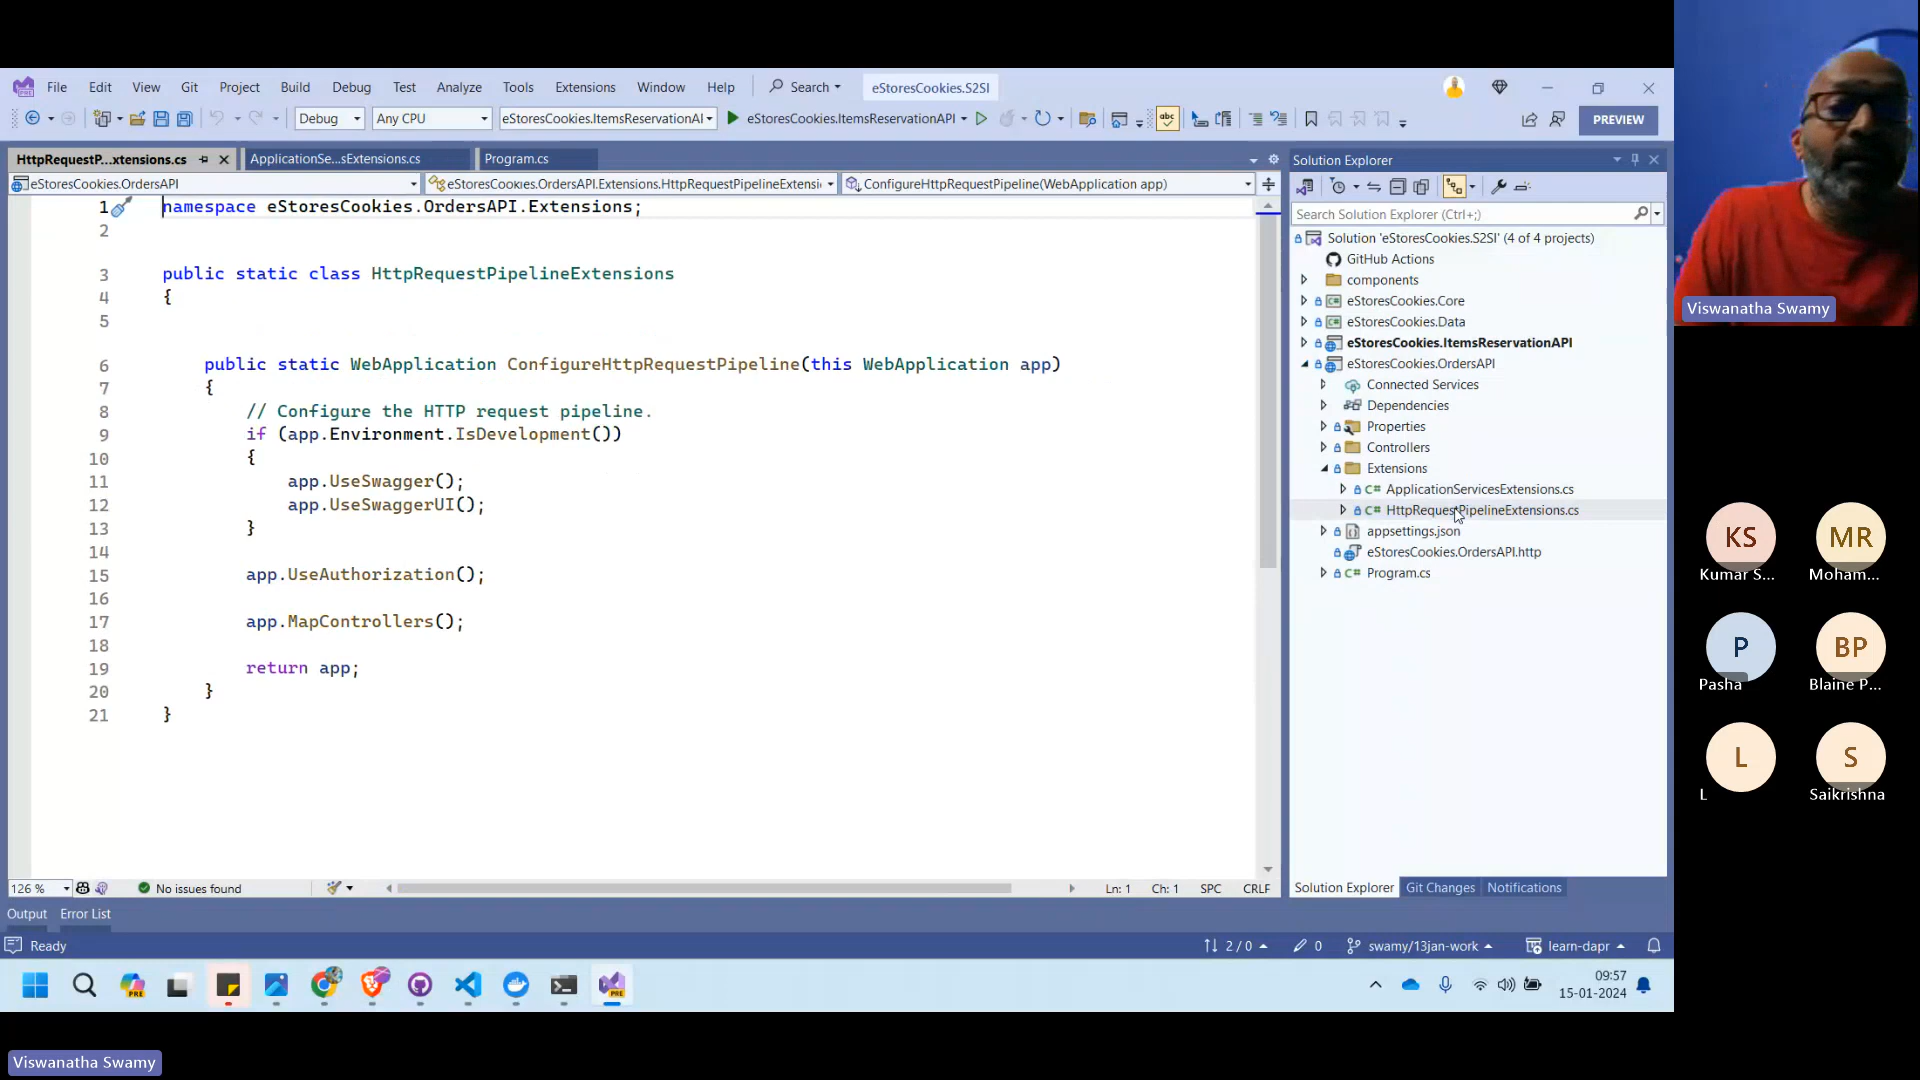 File Edit View Git Project Build Debug Test Analyze Tools Extensions Window Help Search eStoresCookies.S2SI
Debug Any CPU eStoresCookies.ItemsReservationAI eStoresCookies.ItemsReservationAPI PREVIEW
HttpRequestP...xtensions.cs ApplicationSe...sExtensions.cs Program.cs
eStoresCookies.OrdersAPI eStoresCookies.OrdersAPI.Extensions.HttpRequestPipelineExtensi ConfigureHttpRequestPipeline(WebApplication app)
1 namespace eStoresCookies.OrdersAPI.Extensions;
2
3 public static class HttpRequestPipelineExtensions
4 {
5
6 public static WebApplication ConfigureHttpRequestPipeline(this WebApplication app)
7 {
8 // Configure the HTTP request pipeline.
9 if (app.Environment.IsDevelopment())
10 {
11 app.UseSwagger();
12 app.UseSwaggerUI();
13 }
14
15 app.UseAuthorization();
16
17 app.MapControllers();
18
19 return app;
20 }
21 }
126 % No issues found Ln: 1 Ch: 1 SPC CRLF
Output Error List
Ready 2 / 0 0 swamy/13jan-work learn-dapr
Solution Explorer
Search Solution Explorer (Ctrl+;)
Solution 'eStoresCookies.S2SI' (4 of 4 projects)
GitHub Actions
components
eStoresCookies.Core
eStoresCookies.Data
eStoresCookies.ItemsReservationAPI
eStoresCookies.OrdersAPI
Connected Services
Dependencies
Properties
Controllers
Extensions
C# ApplicationServicesExtensions.cs
C# HttpRequestPipelineExtensions.cs
appsettings.json
eStoresCookies.OrdersAPI.http
C# Program.cs
Solution Explorer Git Changes Notifications
09:57
15-01-2024
Viswanatha Swamy
KS MR
Kumar S... Moham...
P BP
Pasha Blaine P...
L S
L Saikrishna
Viswanatha Swamy